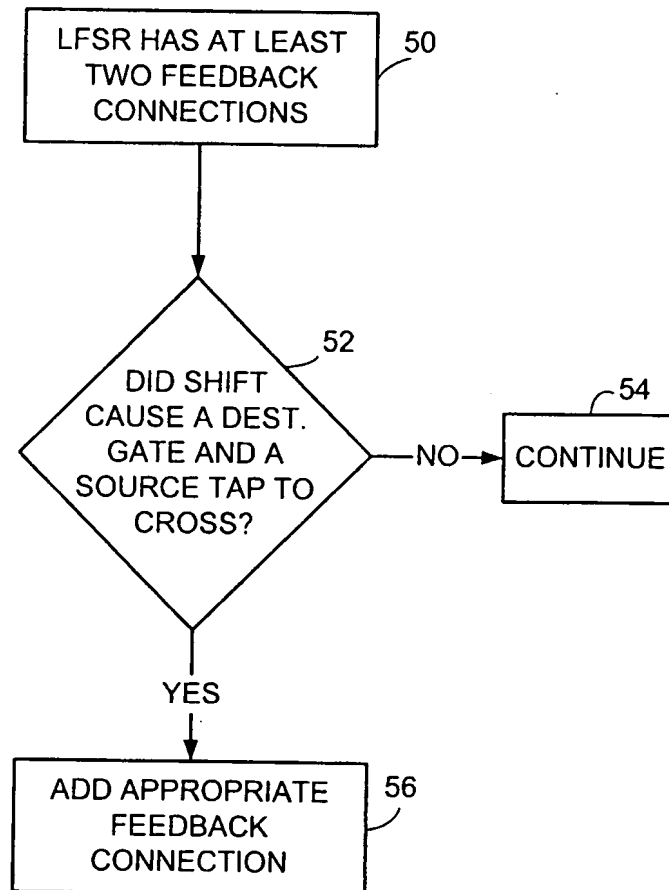 LFSR HAS AT LEAST
TWO FEEDBACK
CONNECTIONS
50
DID SHIFT
CAUSE A DEST.
GATE AND A
SOURCE TAP TO
CROSS?
52
NO
54
CONTINUE
YES
ADD APPROPRIATE
FEEDBACK
CONNECTION
56